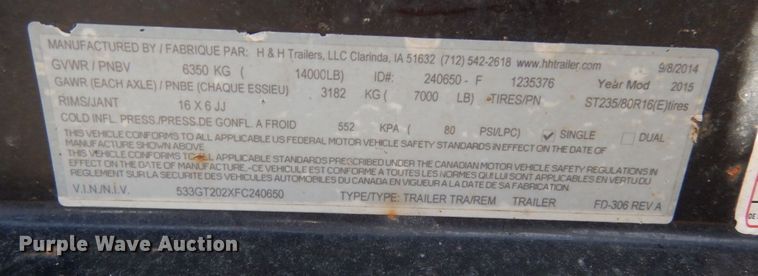 MANUFACTURED BY / FABRIQUE PAR: H & H Trailers, LLC Clarinda, IA 51632 (712) 542-2618 www.hhtrailer.com 9/8/2014
GVWR / PNBV 6350 KG ( 14000LB) ID#: 240650 - F 1235376 Year Mod 2015
GAWR (EACH AXLE) / PNBE (CHAQUE ESSIEU) 3182 KG ( 7000 LB) TIRES/PN ST235/80R16(E)tires
RIMS/JANT 16 X 6 JJ
COLD INFL. PRESS./PRESS.DE GONFL. A FROID 552 KPA ( 80 PSI/LPC) ✓ SINGLE DUAL
THIS VEHICLE CONFORMS TO ALL APPLICABLE US FEDERAL MOTOR VEHICLE SAFETY STANDARDS IN EFFECT ON THE DATE OF
MANUFACTURE SHOWN ABOVE
THIS VEHICLE CONFORMS TO ALL APPLICABLE STANDARDS PRESCRIBED UNDER THE CANADIAN MOTOR VEHICLE SAFETY REGULATIONS IN
EFFECT ON THE DATE OF MANUFACTURE, -CE VEHICULE EST CONFORME A TOUTES LES NORMES QUI LUI SONT APPLICABLES EN VERTU DU
REGLEMENT SUR LA SECURITE DES VEHICULES AUTOMOBILES DU CANADA EN VIGUEUR A LA DATE DE SA FABRICATION.
V.I.N./N.I.V. 533GT202XFC240650 TYPE/TYPE: TRAILER TRA/REM TRAILER FO-306 REV A
Purple Wave Auction